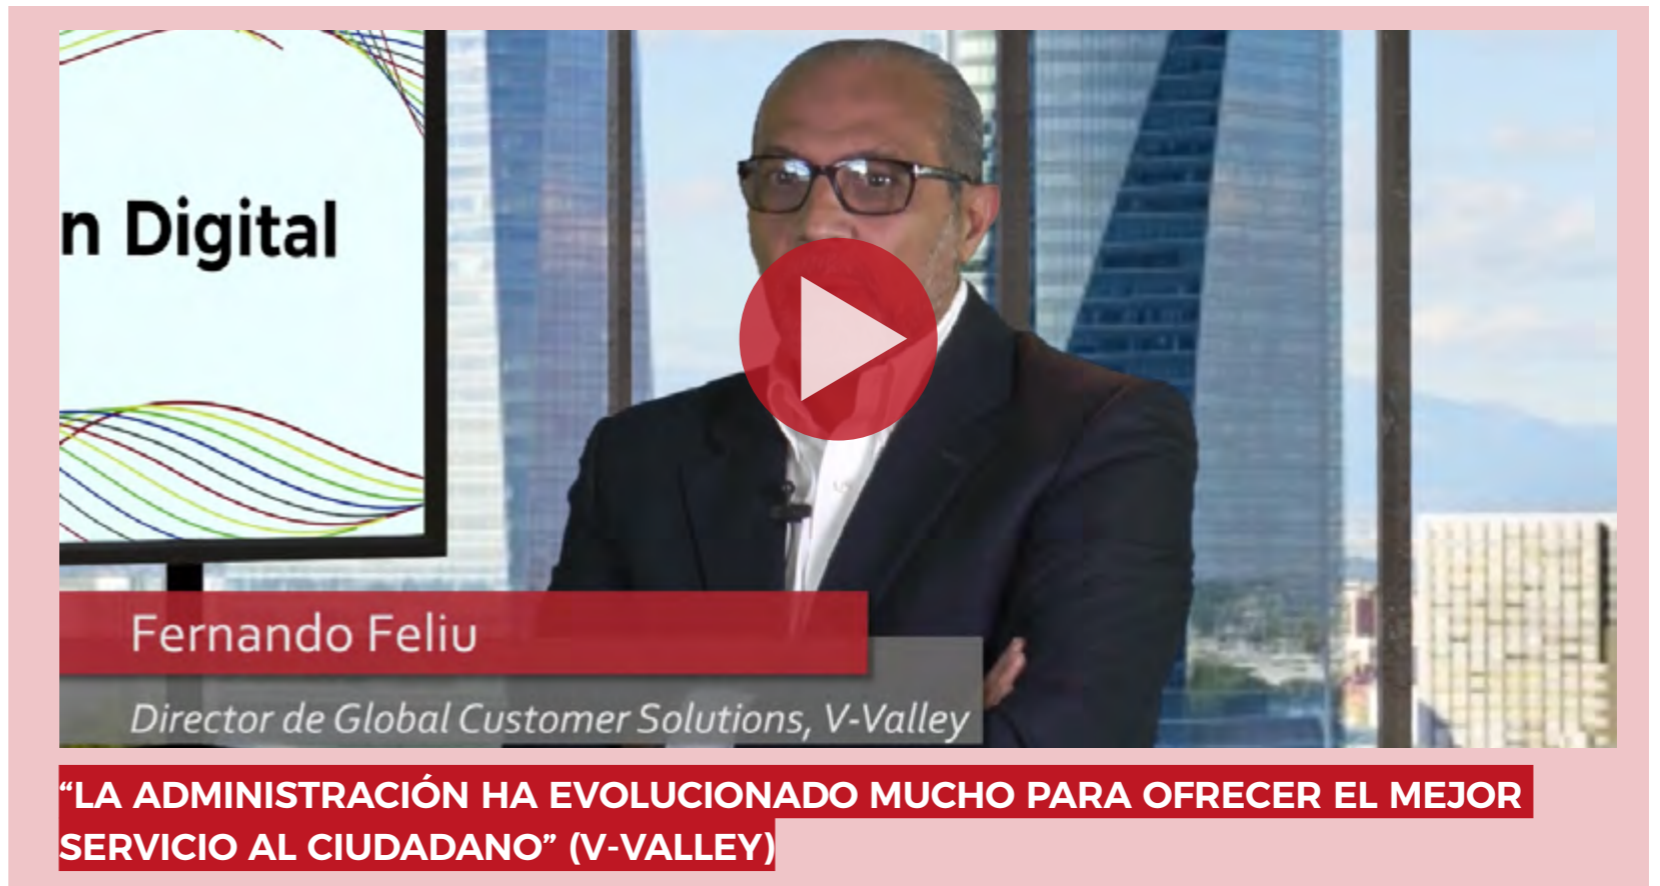 n Digital
Fernando Feliu
Director de Global Customer Solutions, V-Valley
“LA ADMINISTRACIÓN HA EVOLUCIONADO MUCHO PARA OFRECER EL MEJOR
SERVICIO AL CIUDADANO” (V-VALLEY)